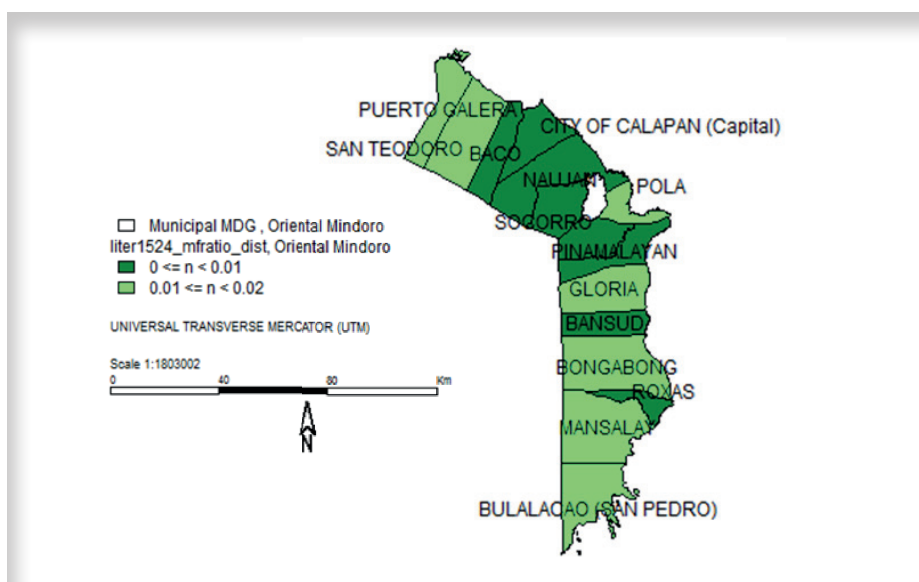 PUERTO GALERA
CITY OF CALAPAN (Capital)
SAN TEODORO
BACO
NAUJAN
POLA
SOCORRO
PINAMALAYAN
GLORIA
BANSUD
BONGABONG
ROXAS
MANSALAY
BULALACAO (SAN PEDRO)
Municipal MDG , Oriental Mindoro
liter1524_mfratio_dist, Oriental Mindoro
0 <= n < 0.01
0.01 <= n < 0.02
UNIVERSAL TRANSVERSE MERCATOR (UTM)
Scale 1:1803002
0 40 80 Km
N